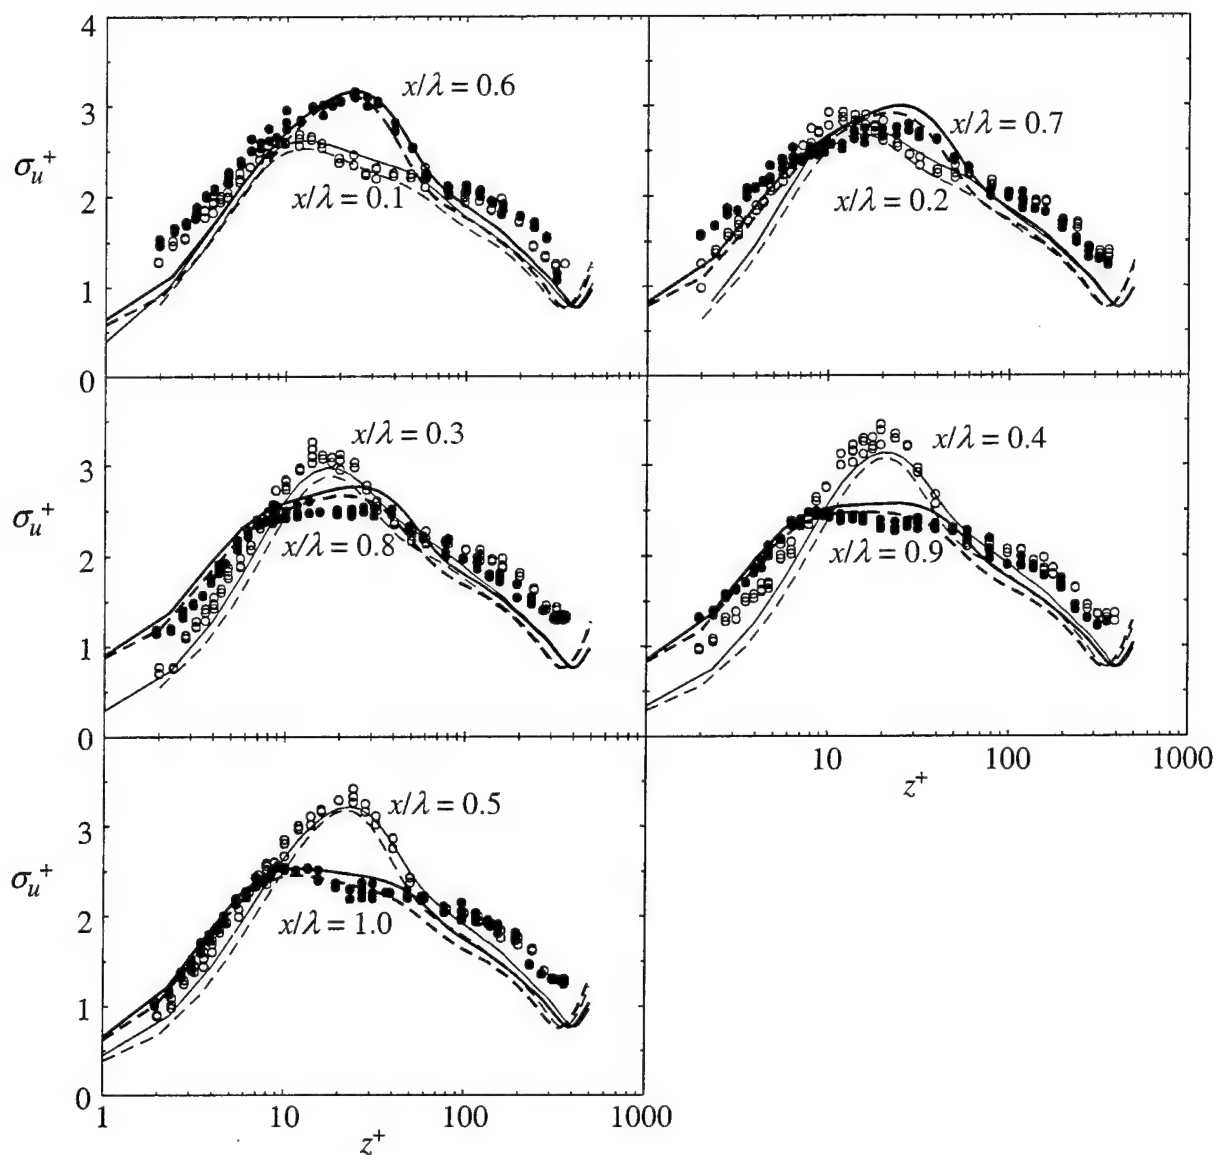 4
3
σu+
2
1
0
x/λ = 0.6
x/λ = 0.1
x/λ = 0.7
x/λ = 0.2
3
σu+
2
1
0
x/λ = 0.3
x/λ = 0.8
x/λ = 0.4
x/λ = 0.9
10 100 1000
z+
3
σu+
2
1
0
x/λ = 0.5
x/λ = 1.0
1 10 100 1000
z+